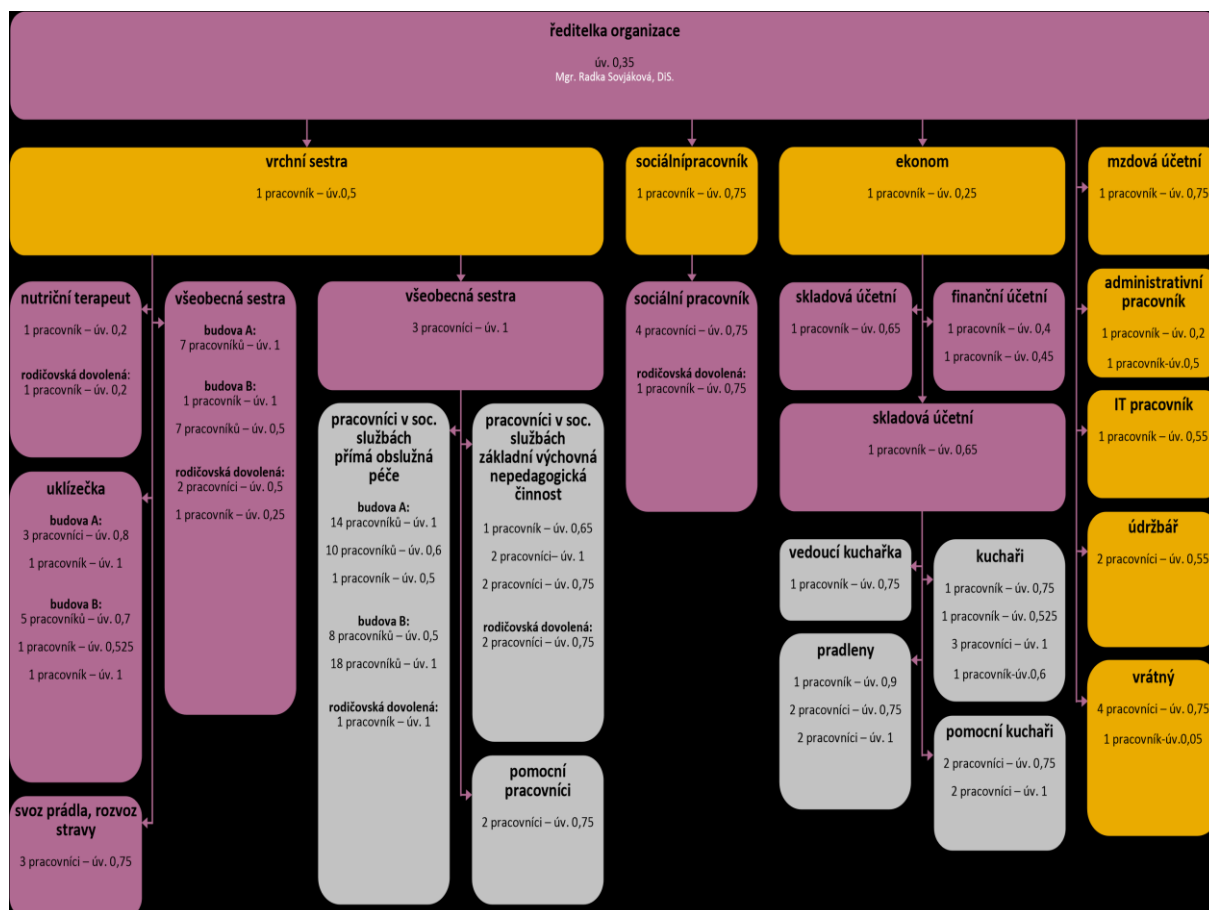 ředitelka organizace
úv. 0,35
Mgr. Radka Sovjáková, DiS.
vrchní sestra
1 pracovník – úv.0,5
sociálnípracovník
1 pracovník – úv. 0,75
ekonom
1 pracovník – úv. 0,25
mzdová účetní
1 pracovník – úv. 0,75
nutriční terapeut
1 pracovník – úv. 0,2
rodičovská dovolená:
1 pracovník – úv. 0,2
všeobecná sestra
budova A:
7 pracovníků – úv. 1
budova B:
1 pracovník – úv. 1
7 pracovníků – úv. 0,5
rodičovská dovolená:
2 pracovníci – úv. 0,5
1 pracovník – úv. 0,25
všeobecná sestra
3 pracovníci – úv. 1
sociální pracovník
4 pracovníci – úv. 0,75
rodičovská dovolená:
1 pracovník – úv. 0,75
skladová účetní
1 pracovník – úv. 0,65
finanční účetní
1 pracovník – úv. 0,4
1 pracovník – úv. 0,45
administrativní
pracovník
1 pracovník – úv. 0,2
1 pracovník-úv.0,5
IT pracovník
1 pracovník – úv. 0,55
skladová účetní
1 pracovník – úv. 0,65
uklízečka
budova A:
3 pracovníci – úv. 0,8
1 pracovník – úv. 1
budova B:
5 pracovníků – úv. 0,7
1 pracovník – úv. 0,525
1 pracovník – úv. 1
pracovníci v soc.
službách
přímá obslužná
péče
budova A:
14 pracovníků – úv. 1
10 pracovníků – úv. 0,6
1 pracovník – úv. 0,5
budova B:
8 pracovníků – úv. 0,5
18 pracovníků – úv. 1
rodičovská dovolená:
1 pracovník – úv. 1
pracovníci v soc.
službách
základní výchovná
nepedagogická
činnost
1 pracovník – úv. 0,65
2 pracovníci– úv. 1
2 pracovníci – úv. 0,75
rodičovská dovolená:
2 pracovníci – úv. 0,75
vedoucí kuchařka
1 pracovník – úv. 0,75
kuchaři
1 pracovník – úv. 0,75
1 pracovník – úv. 0,525
3 pracovníci – úv. 1
1 pracovník-úv.0,6
údržbář
2 pracovníci – úv. 0,55
pradleny
1 pracovník – úv. 0,9
2 pracovníci – úv. 0,75
2 pracovníci – úv. 1
vrátný
4 pracovníci – úv. 0,75
1 pracovník-úv.0,05
pomocní kuchaři
2 pracovníci – úv. 0,75
2 pracovníci – úv. 1
pomocní
pracovníci
2 pracovníci – úv. 0,75
svoz prádla, rozvoz
stravy
3 pracovníci – úv. 0,75